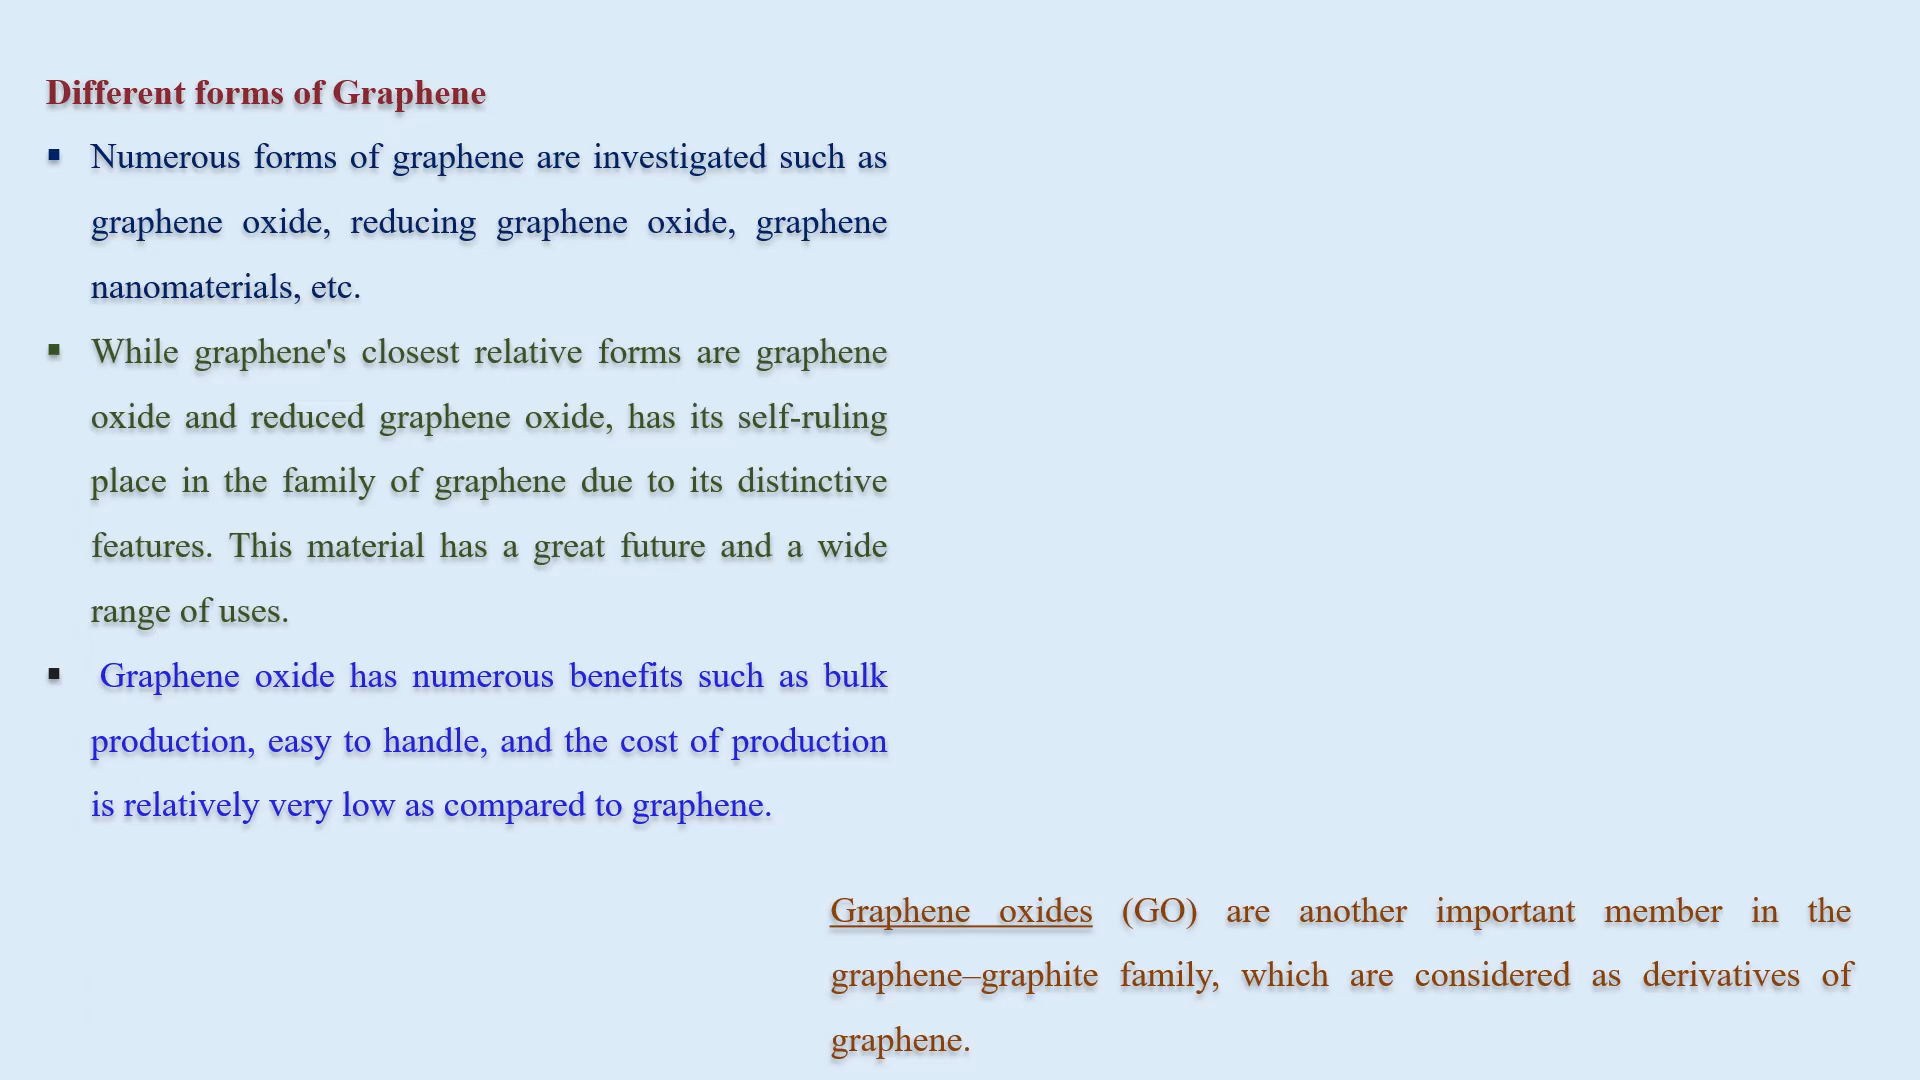 Different forms of Graphene
▪ Numerous forms of graphene are investigated such as
graphene oxide, reducing graphene oxide, graphene
nanomaterials, etc.
▪ While graphene's closest relative forms are graphene
oxide and reduced graphene oxide, has its self-ruling
place in the family of graphene due to its distinctive
features. This material has a great future and a wide
range of uses.
▪ Graphene oxide has numerous benefits such as bulk
production, easy to handle, and the cost of production
is relatively very low as compared to graphene.
Graphene oxides (GO) are another important member in the
graphene–graphite family, which are considered as derivatives of
graphene.